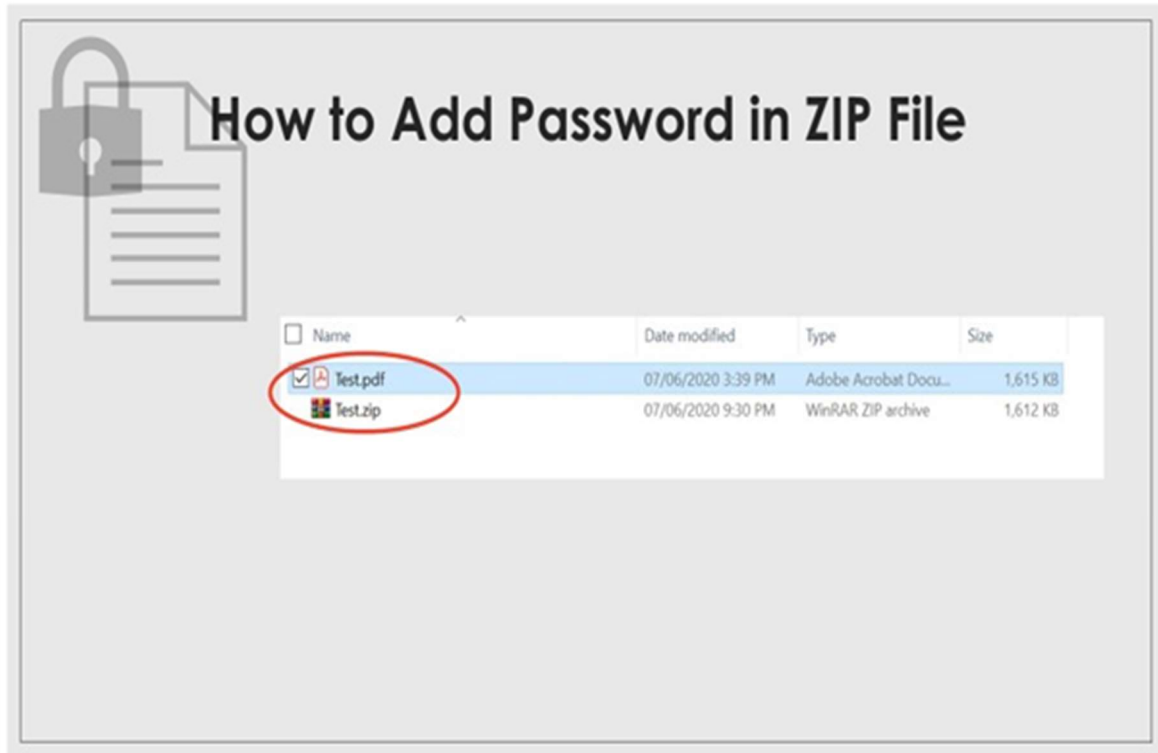 How to Add Password in ZIP File
Name Date modified Type Size
Test.pdf 07/06/2020 3:39 PM Adobe Acrobat Docu... 1,615 KB
Test.zip 07/06/2020 9:30 PM WinRAR ZIP archive 1,612 KB